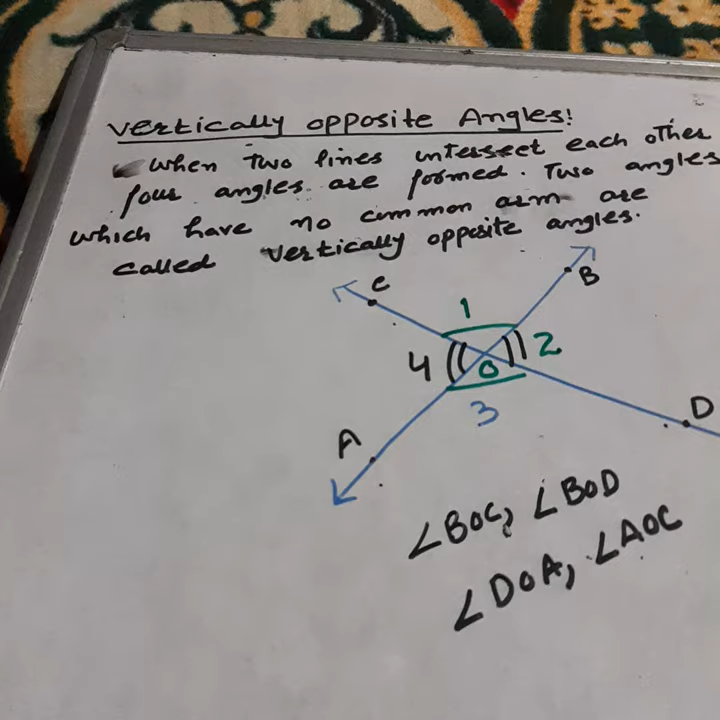 Vertically opposite Angles!
When two lines intersect each other
four angles are formed. Two angles
which have no common arm are
called vertically opposite angles.
C
B
1
4
O
2
3
A
D
∠BOC, ∠BOD
∠DOA, ∠AOC